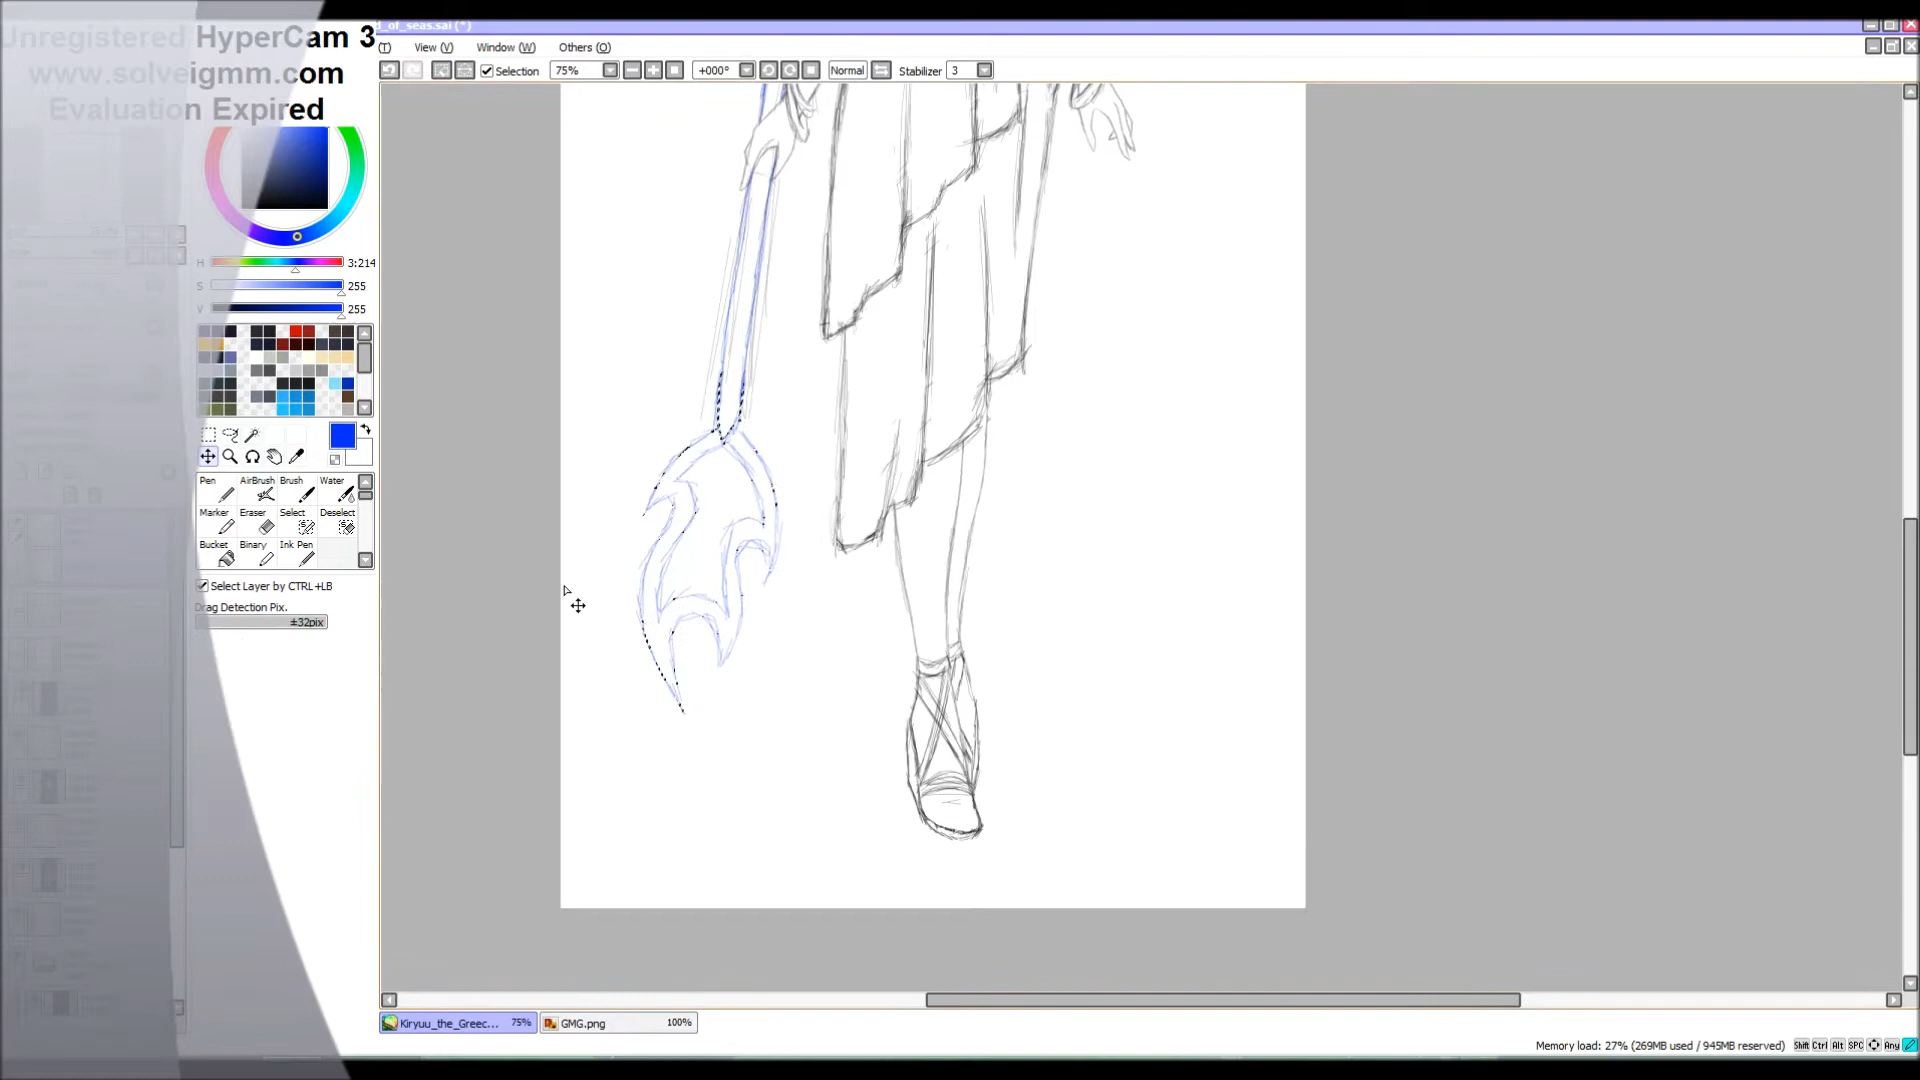 Unregistered HyperCam 3
www.solveigmm.com
Evaluation Expired
d_of_seas.sai (*)
(T) View (V) Window (W) Others (O)
Selection 75% +000° Normal Stabilizer 3
H 3:214
S 255
V 255
Pen AirBrush Brush Water
Marker Eraser Select Deselect
Bucket Binary Ink Pen
Select Layer by CTRL+LB
Drag Detection Pix.
±32pix
Kiryuu_the_Greec... 75% GMG.png 100%
Memory load: 27% (269MB used / 945MB reserved) Shift Ctrl Alt SPC Any